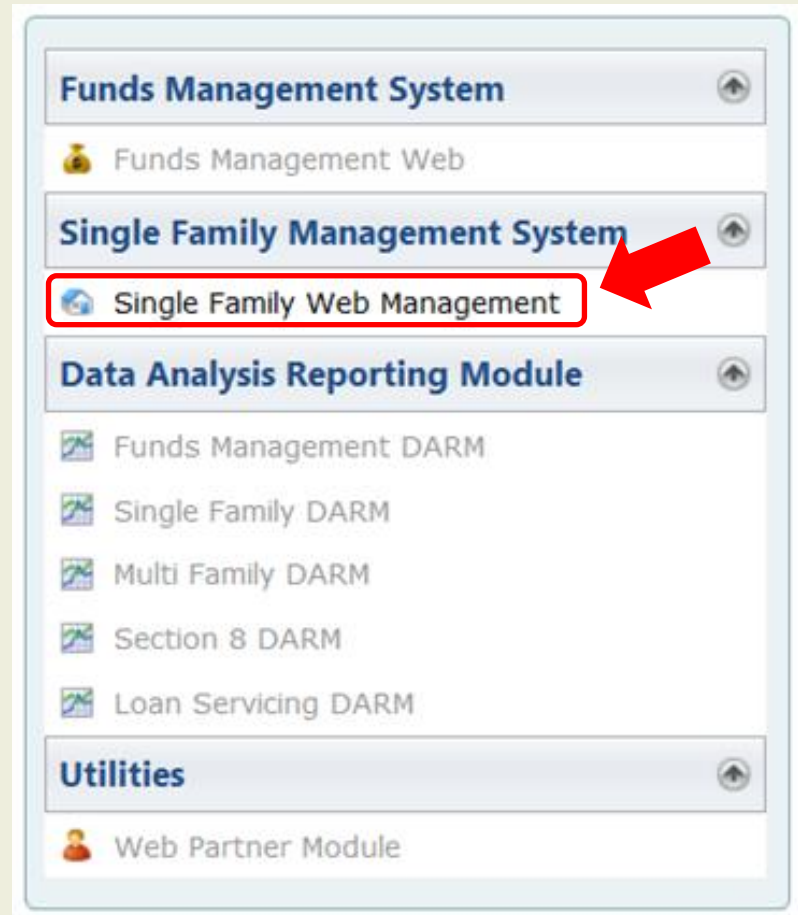 Funds Management System
Funds Management Web
Single Family Management System
Single Family Web Management
Data Analysis Reporting Module
Funds Management DARM
Single Family DARM
Multi Family DARM
Section 8 DARM
Loan Servicing DARM
Utilities
Web Partner Module